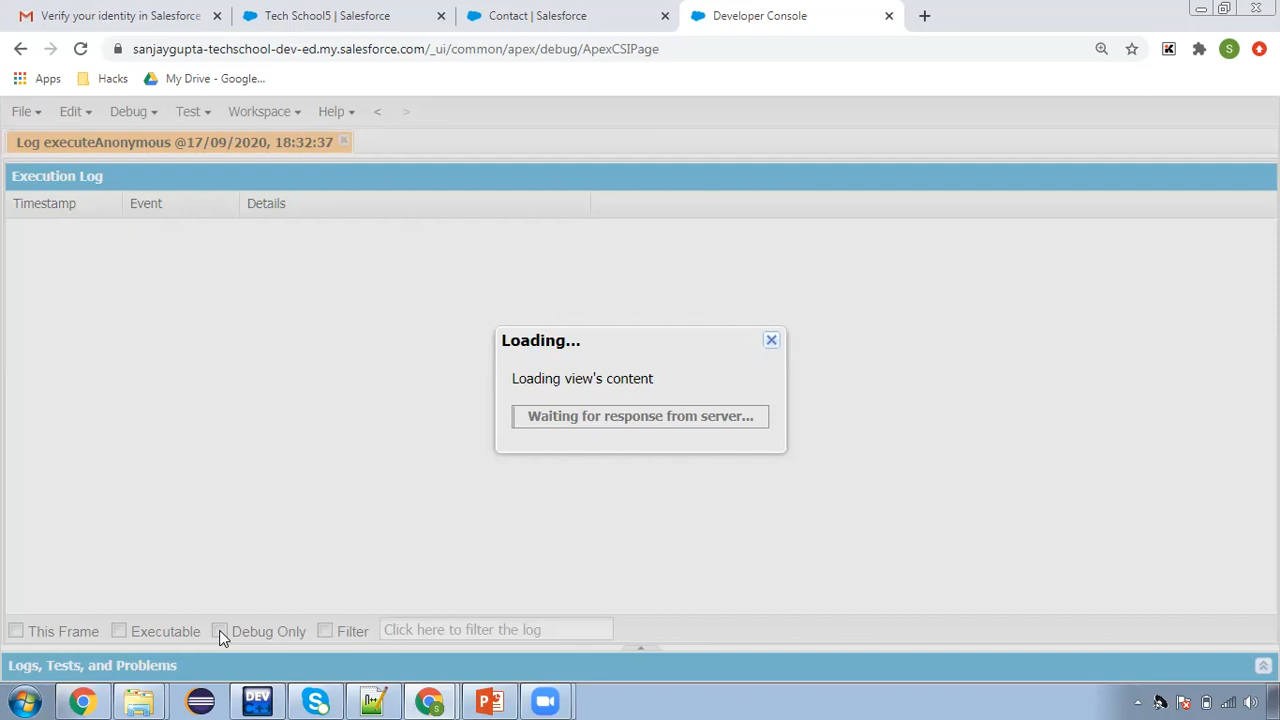 Verify your identity in Salesforce
Tech School5 | Salesforce
Contact | Salesforce
Developer Console
sanjaygupta-techschool-dev-ed.my.salesforce.com/_ui/common/apex/debug/ApexCSIPage
S
Apps
Hacks
My Drive - Google...
File
Edit
Debug
Test
Workspace
Help
<
>
Log executeAnonymous @17/09/2020, 18:32:37
Execution Log
Timestamp
Event
Details
Loading...
Loading view's content
Waiting for response from server...
This Frame
Executable
Debug Only
Filter
Click here to filter the log
Logs, Tests, and Problems
DEV
C++